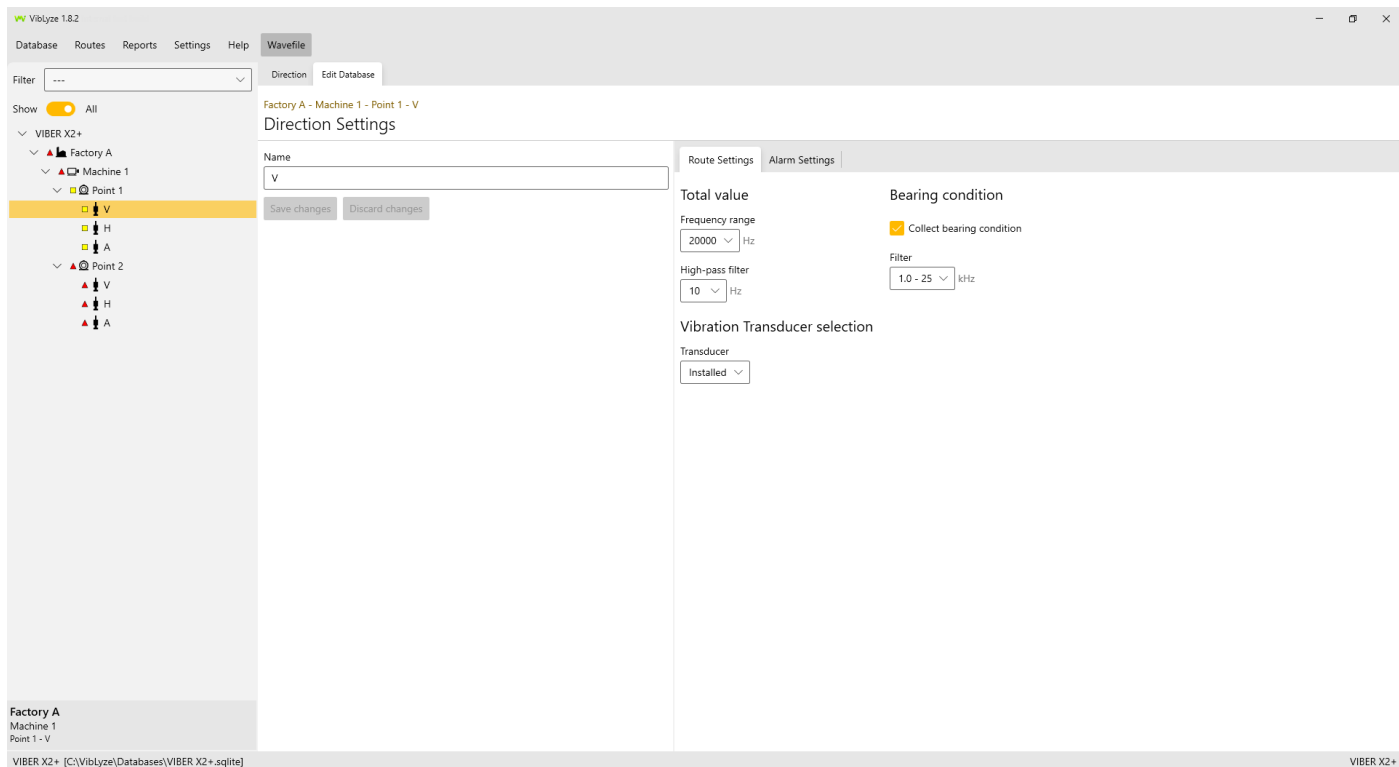 VibLyze 1.8.2
Database Routes Reports Settings Help Wavefile
Filter ---
Show All
VIBER X2+
Factory A
Machine 1
Point 1
V
H
A
Point 2
V
H
A
Factory A
Machine 1
Point 1 - V
Direction Edit Database
Factory A - Machine 1 - Point 1 - V
Direction Settings
Name
V
Save changes Discard changes
Route Settings Alarm Settings
Total value
Frequency range
20000 Hz
High-pass filter
10 Hz
Bearing condition
Collect bearing condition
Filter
1.0 - 25 kHz
Vibration Transducer selection
Transducer
Installed
VIBER X2+ [C:\VibLyze\Databases\VIBER X2+.sqlite]
VIBER X2+